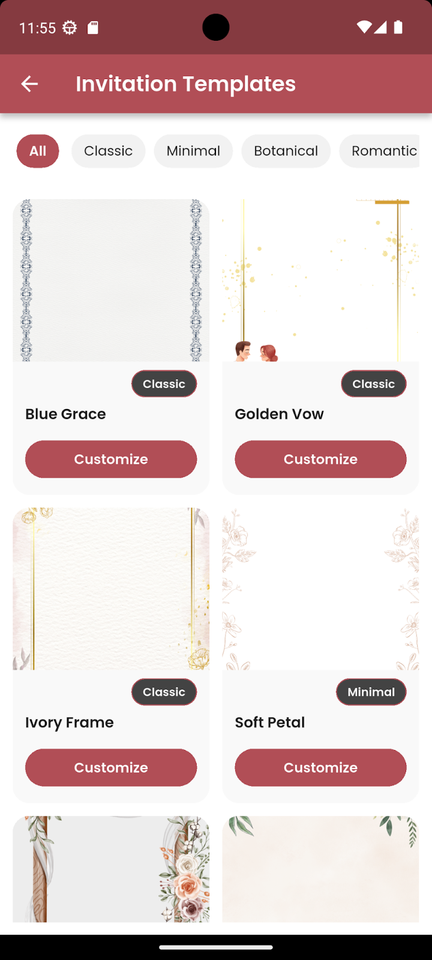 11:55
Invitation Templates
All
Classic
Minimal
Botanical
Romantic
Classic
Blue Grace
Customize
Classic
Golden Vow
Customize
Classic
Ivory Frame
Customize
Minimal
Soft Petal
Customize